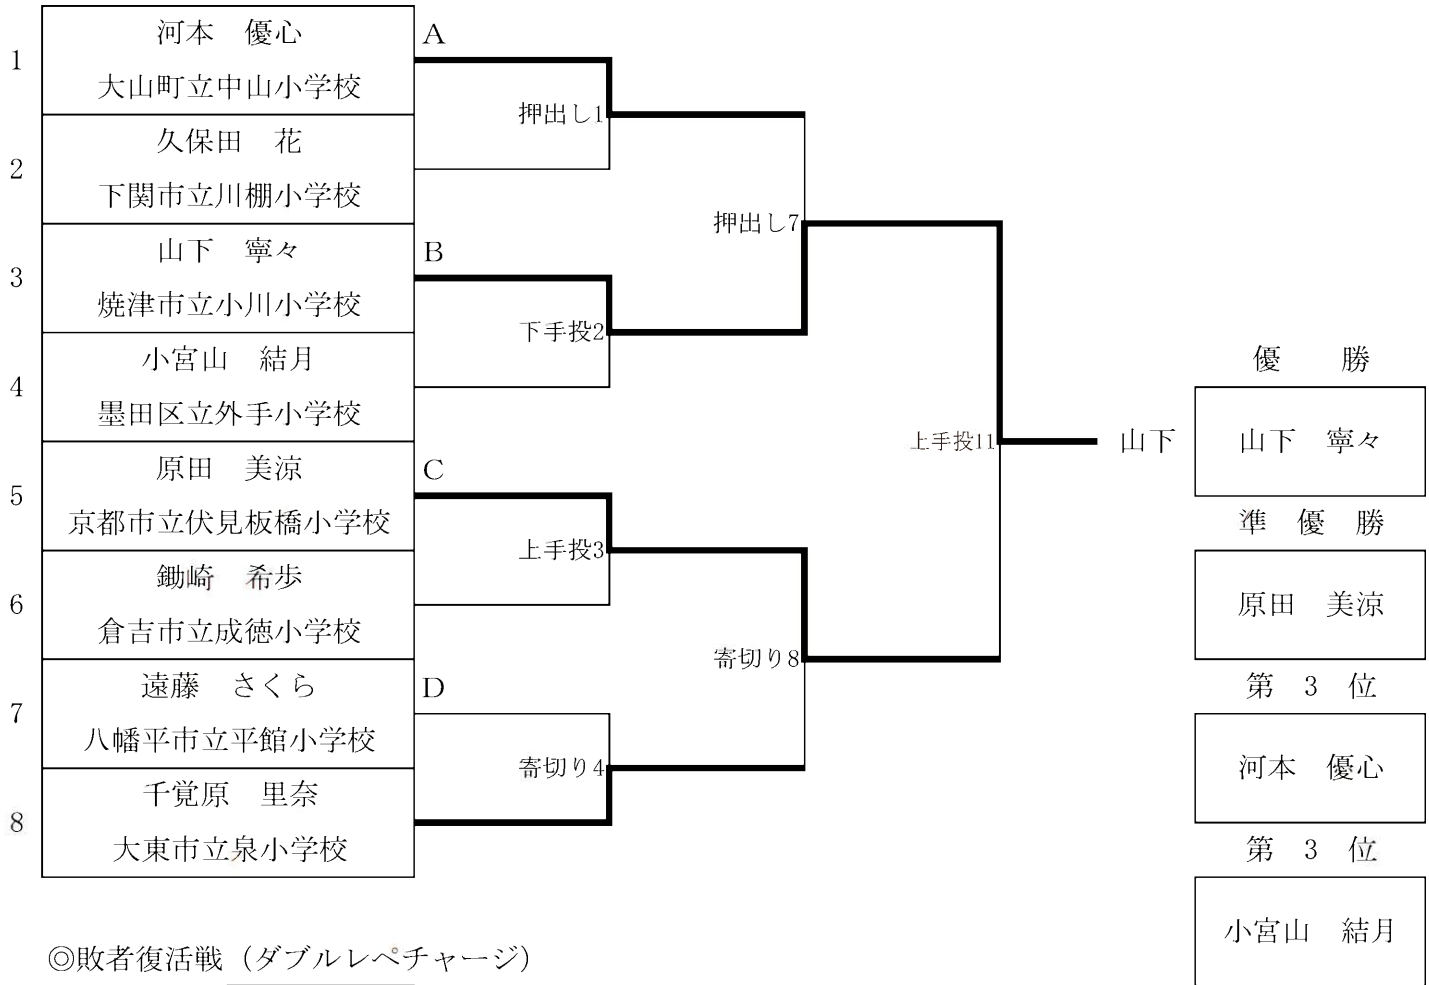 河本　優心
A
1
大山町立中山小学校
押出し1
久保田　花
2
下関市立川棚小学校
山下　寧々
押出し7
B
3
焼津市立小川小学校
下手投2
小宮山　結月
4
墨田区立外手小学校
優　　勝
上手投11
山下
山下　寧々
原田　美涼
C
5
京都市立伏見板橋小学校
準　優　勝
上手投3
鋤崎　希歩
6
倉吉市立成徳小学校
原田　美涼
寄切り8
遠藤　さくら
D
7
八幡平市立平館小学校
第　3　位
寄切り4
河本　優心
千覚原　里奈
8
大東市立泉小学校
第　3　位
小宮山　結月
◎敗者復活戦（ダブルレペチャージ）